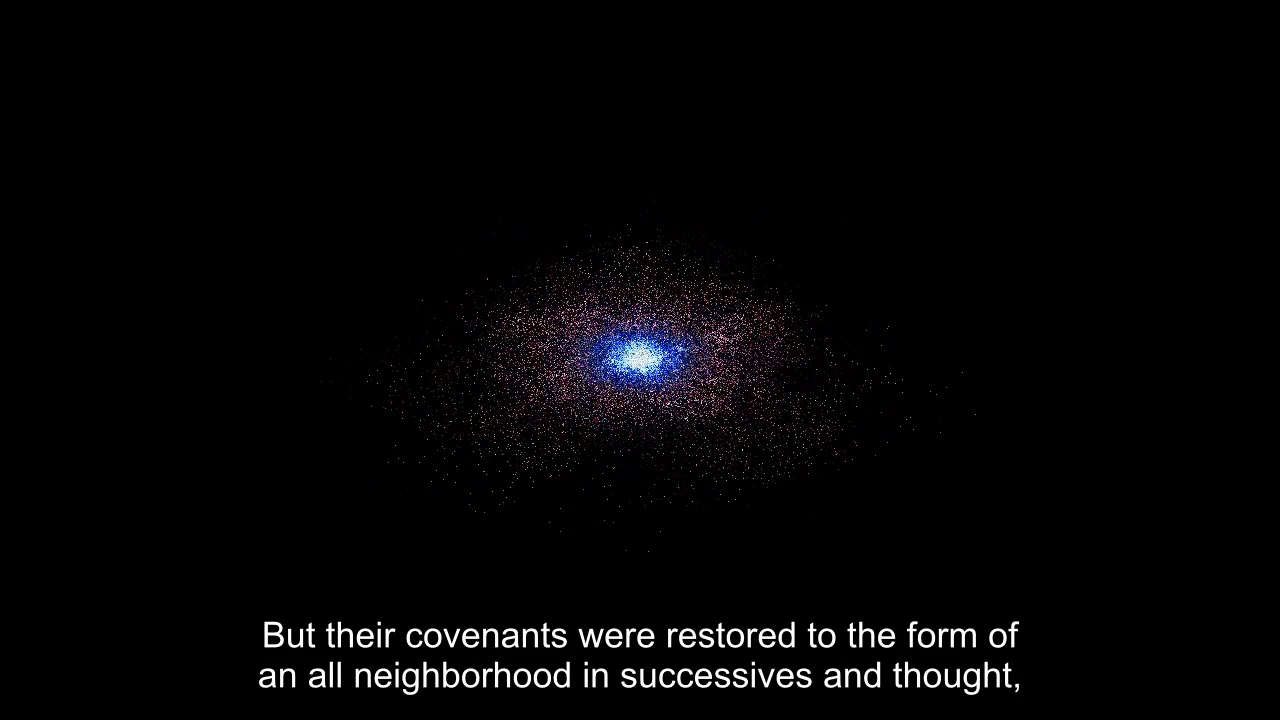 But their covenants were restored to the form of
an all neighborhood in successives and thought,